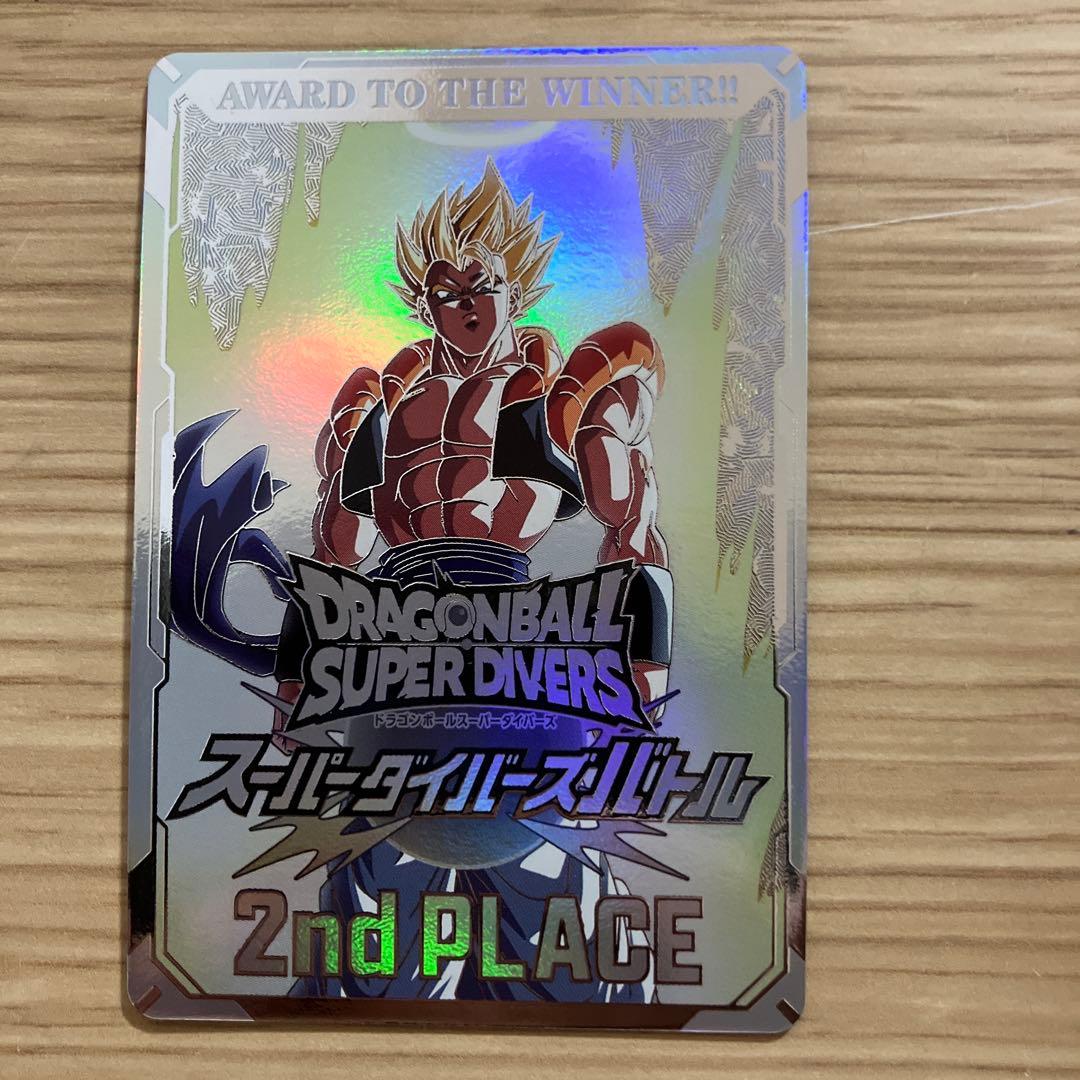 AWARD TO THE WINNER!!
DRAGONBALL
SUPER DIVERS
ドラゴンボールスーパーダイバーズ
スーパーダイバーズバトル
2nd PLACE